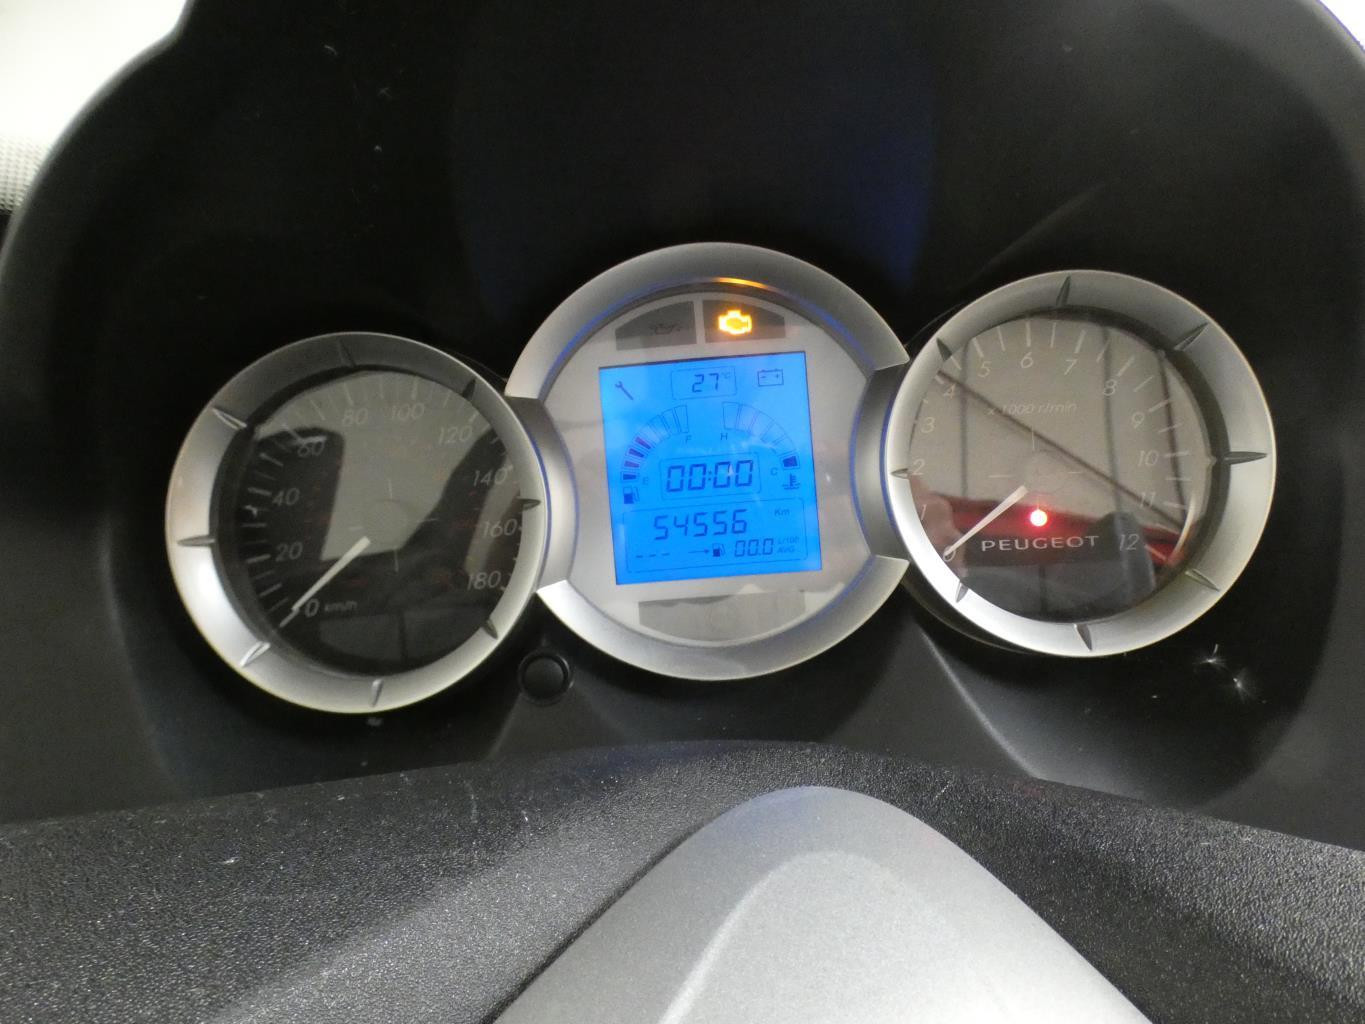 27°C
F H
E C
00:00
54556 Km
--- 00.0 L/100 AVG
0 20 40 60 80 100 120 140 160 180
km/h
0 1 2 3 4 5 6 7 8 9 10 11 12
x 1000 r/min
PEUGEOT